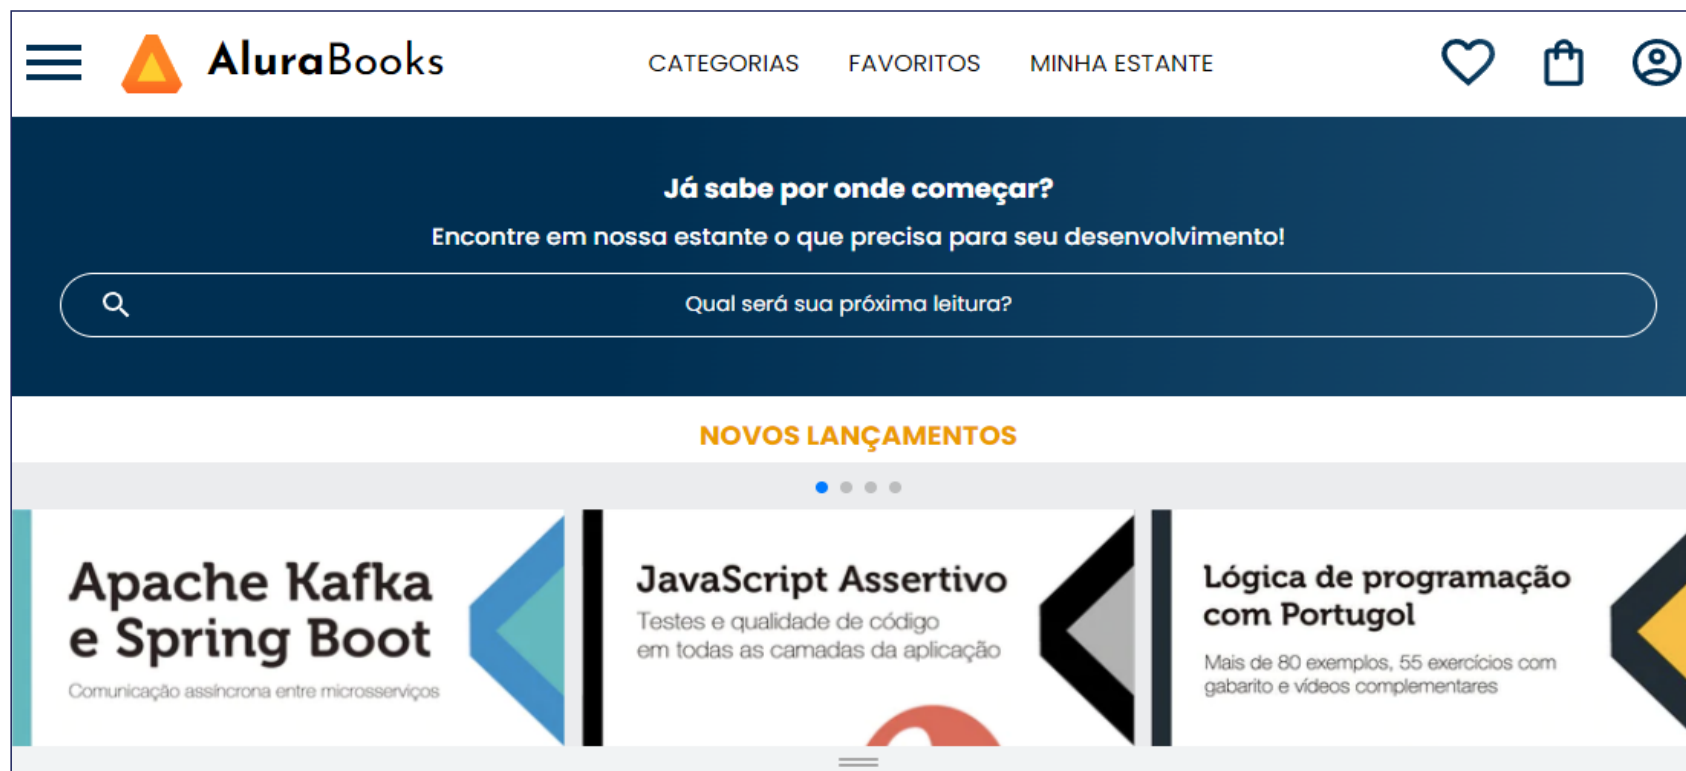 AluraBooks
CATEGORIAS FAVORITOS MINHA ESTANTE
Já sabe por onde começar?
Encontre em nossa estante o que precisa para seu desenvolvimento!
Qual será sua próxima leitura?
NOVOS LANÇAMENTOS
Apache Kafka
e Spring Boot
Comunicação assíncrona entre microsserviços
JavaScript Assertivo
Testes e qualidade de código
em todas as camadas da aplicação
Lógica de programação
com Portugol
Mais de 80 exemplos, 55 exercícios com
gabarito e vídeos complementares